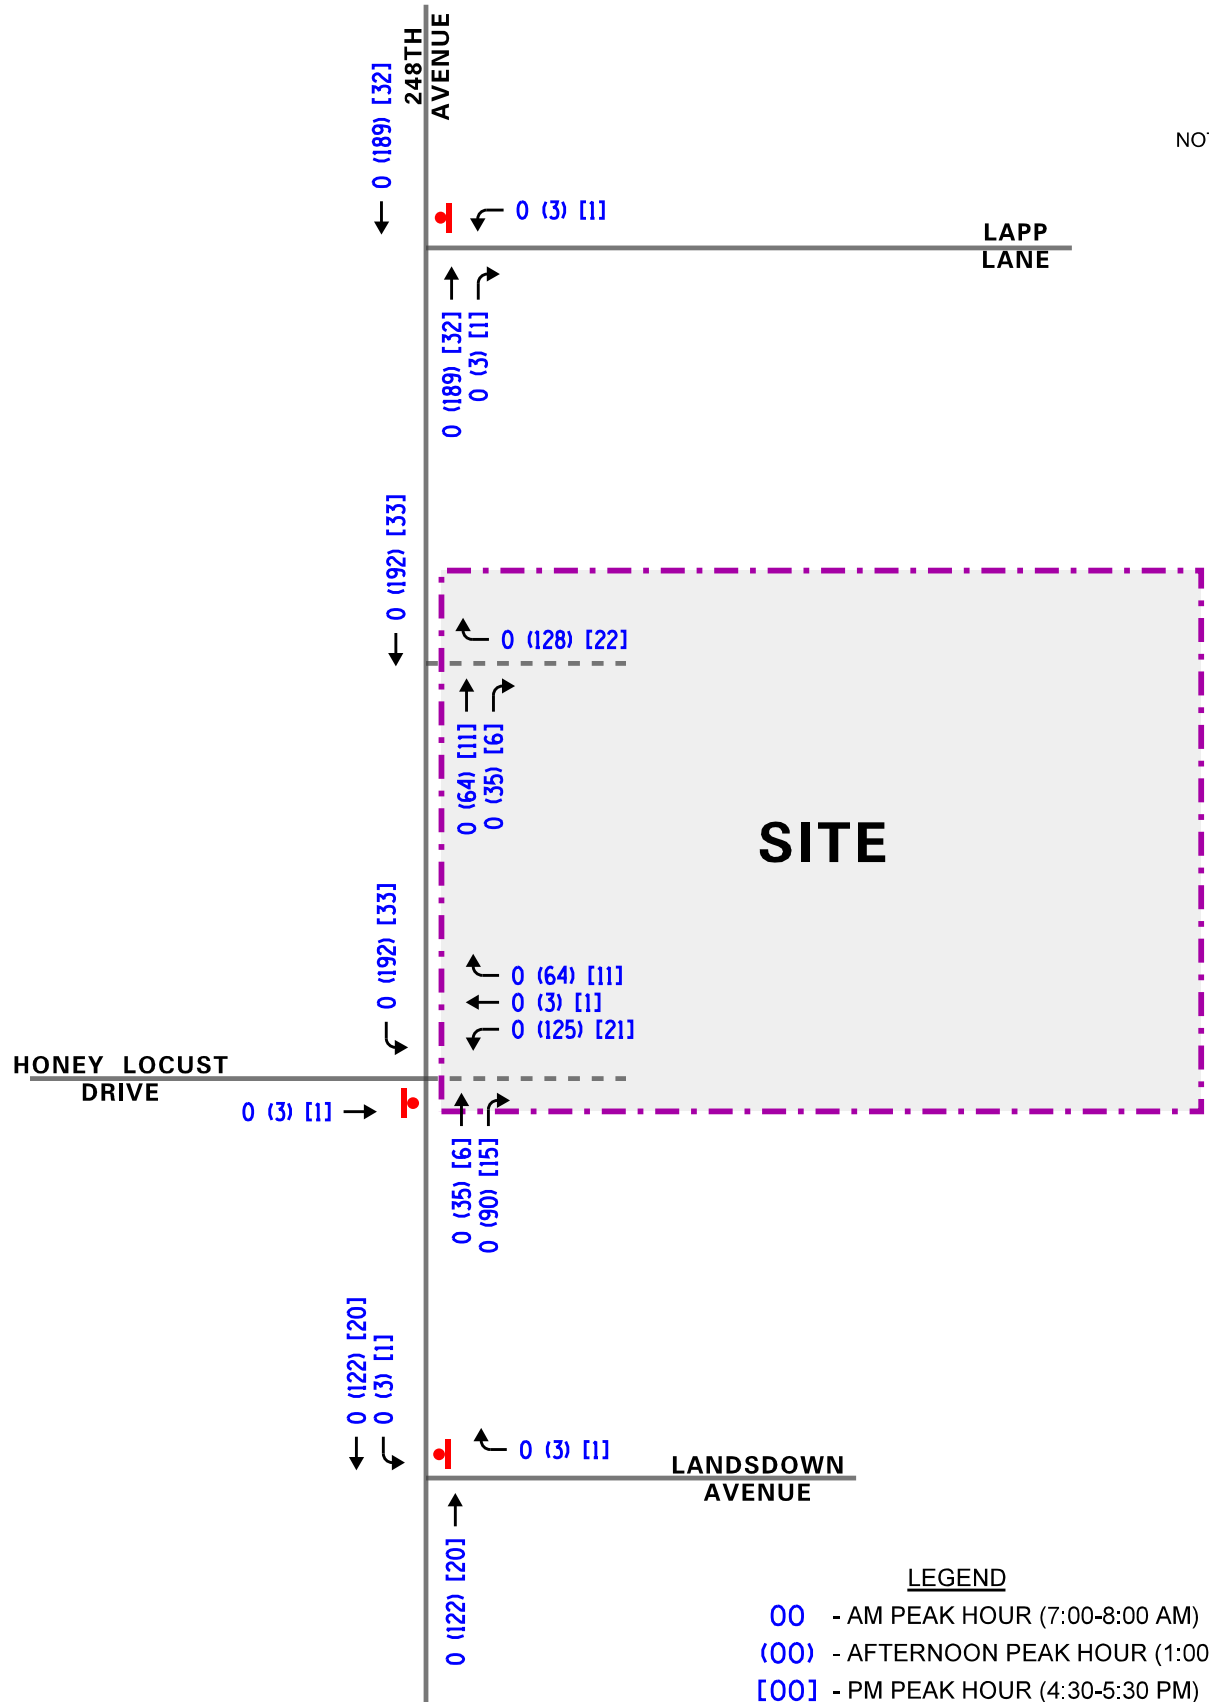 248TH
AVENUE
0 (189) [32]
NO
0 (3) [1]
LAPP
LANE
0 (189) [32]
0 (3) [1]
0 (192) [33]
0 (128) [22]
0 (64) [11]
0 (35) [6]
SITE
0 (192) [33]
0 (64) [11]
0 (3) [1]
0 (125) [21]
HONEY LOCUST
DRIVE
0 (3) [1]
0 (35) [6]
0 (90) [15]
0 (122) [20]
0 (3) [1]
0 (3) [1]
LANDSDOWN
AVENUE
0 (122) [20]
LEGEND
00 - AM PEAK HOUR (7:00-8:00 AM)
(00) - AFTERNOON PEAK HOUR (1:00
[00] - PM PEAK HOUR (4:30-5:30 PM)